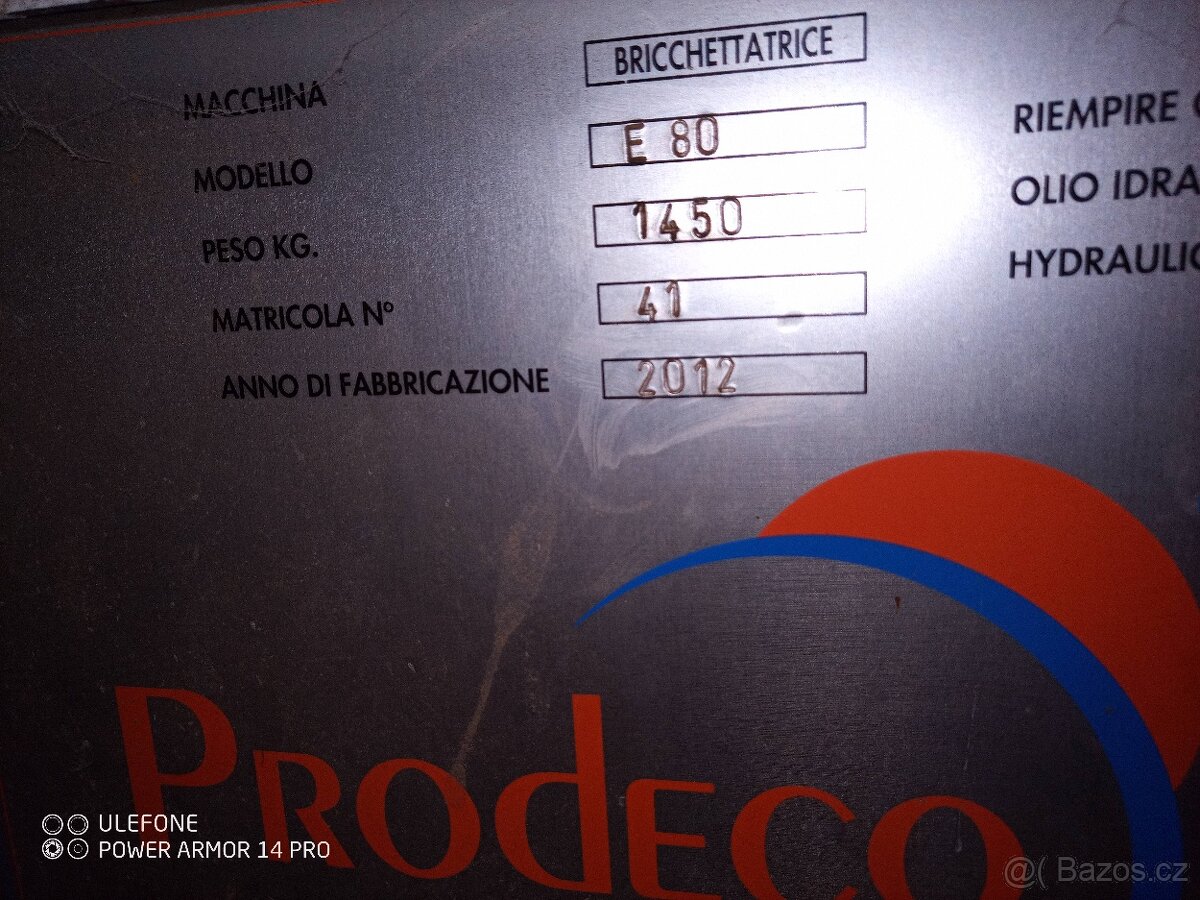 MACCHINA BRICCHETTATRICE
MODELLO E 80
PESO KG. 1450
MATRICOLA Nº 41
ANNO DI FABBRICAZIONE 2012
RIEMPIRE
OLIO IDRA
HYDRAULIC
PRODECO
ULEFONE
POWER ARMOR 14 PRO
@( Bazos.cz